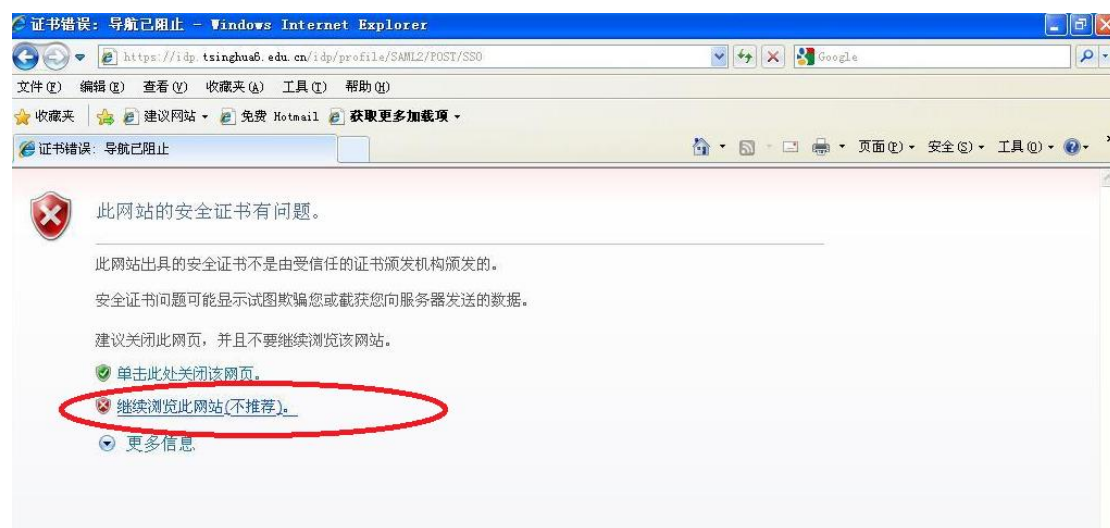 证书错误: 导航已阻止 - Windows Internet Explorer
https://idp.tsinghua6.edu.cn/idp/profile/SAML2/POST/SSO
Google
文件(F) 编辑(E) 查看(V) 收藏夹(A) 工具(T) 帮助(H)
收藏夹 建议网站 免费 Hotmail 获取更多加载项
证书错误: 导航已阻止
页面(P) 安全(S) 工具(O)
此网站的安全证书有问题。
此网站出具的安全证书不是由受信任的证书颁发机构颁发的。
安全证书问题可能显示试图欺骗您或截获您向服务器发送的数据。
建议关闭此网页，并且不要继续浏览该网站。
单击此处关闭该网页。
继续浏览此网站(不推荐)。
更多信息